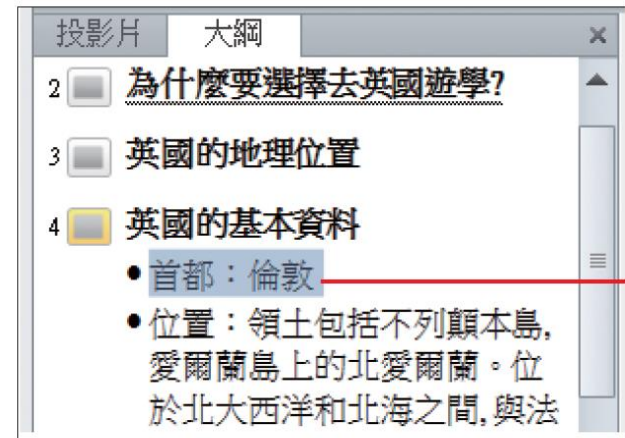 投影片 大綱
2 為什麼要選擇去英國遊學?
3 英國的地理位置
4 英國的基本資料
•首都：倫敦
•位置：領土包括不列顛本島,
愛爾蘭島上的北愛爾蘭。位
於北大西洋和北海之間,與法